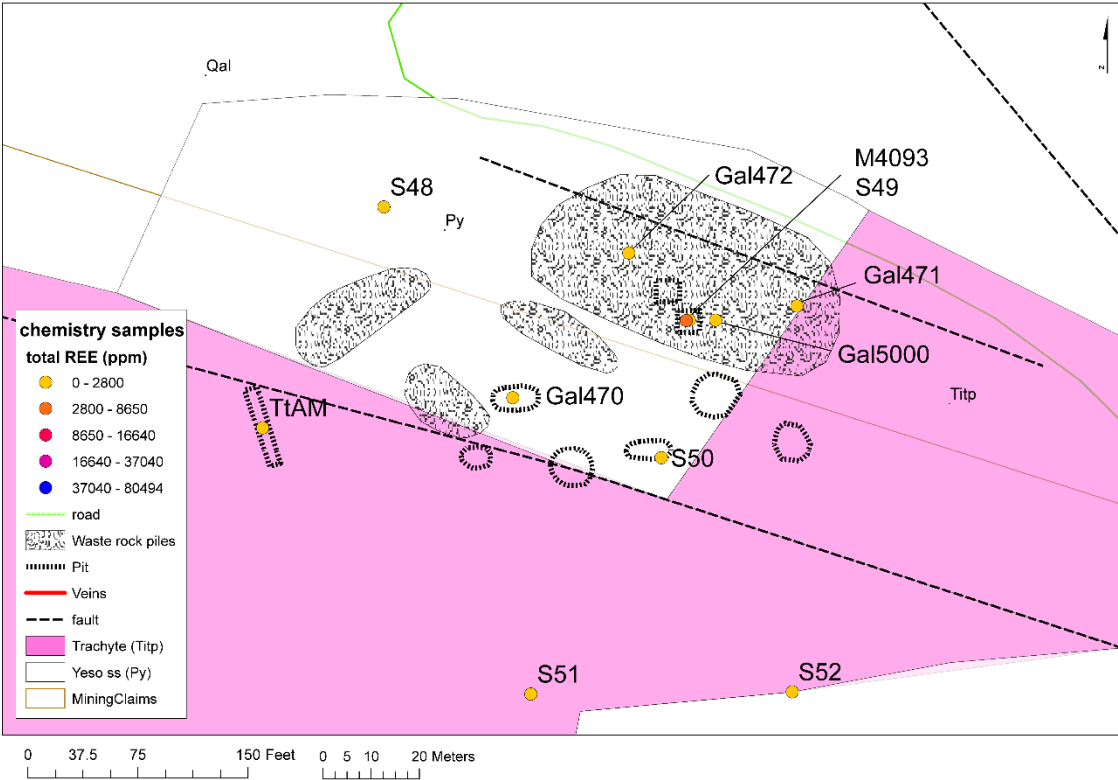 Qal
z
M4093
S49
Gal472
S48
Py
Gal471
Gal5000
Titp
Gal470
TtAM
S50
S51
S52
chemistry samples
total REE (ppm)
0 - 2800
2800 - 8650
8650 - 16640
16640 - 37040
37040 - 80494
road
Waste rock piles
Pit
Veins
fault
Trachyte (Titp)
Yeso ss (Py)
MiningClaims
0 37.5 75 150 Feet
0 5 10 20 Meters